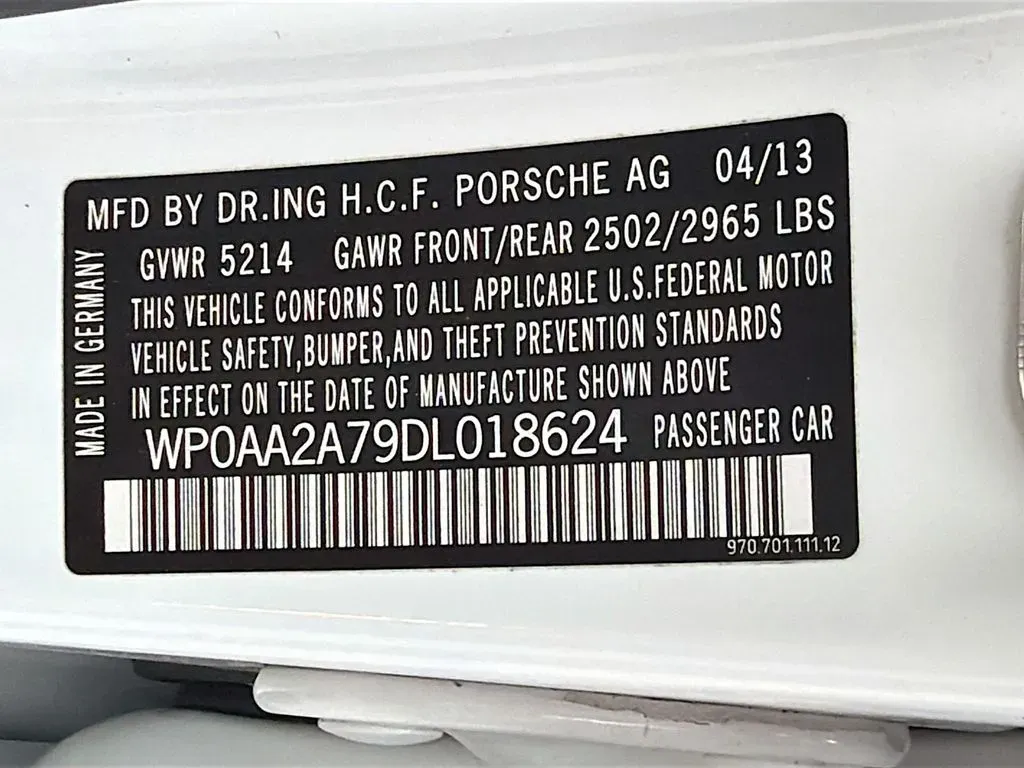 MFD BY DR.ING H.C.F. PORSCHE AG 04/13
GVWR 5214 GAWR FRONT/REAR 2502/2965 LBS
THIS VEHICLE CONFORMS TO ALL APPLICABLE U.S.FEDERAL MOTOR
VEHICLE SAFETY,BUMPER,AND THEFT PREVENTION STANDARDS
IN EFFECT ON THE DATE OF MANUFACTURE SHOWN ABOVE
WP0AA2A79DL018624 PASSENGER CAR
970.701.111.12
MADE IN GERMANY